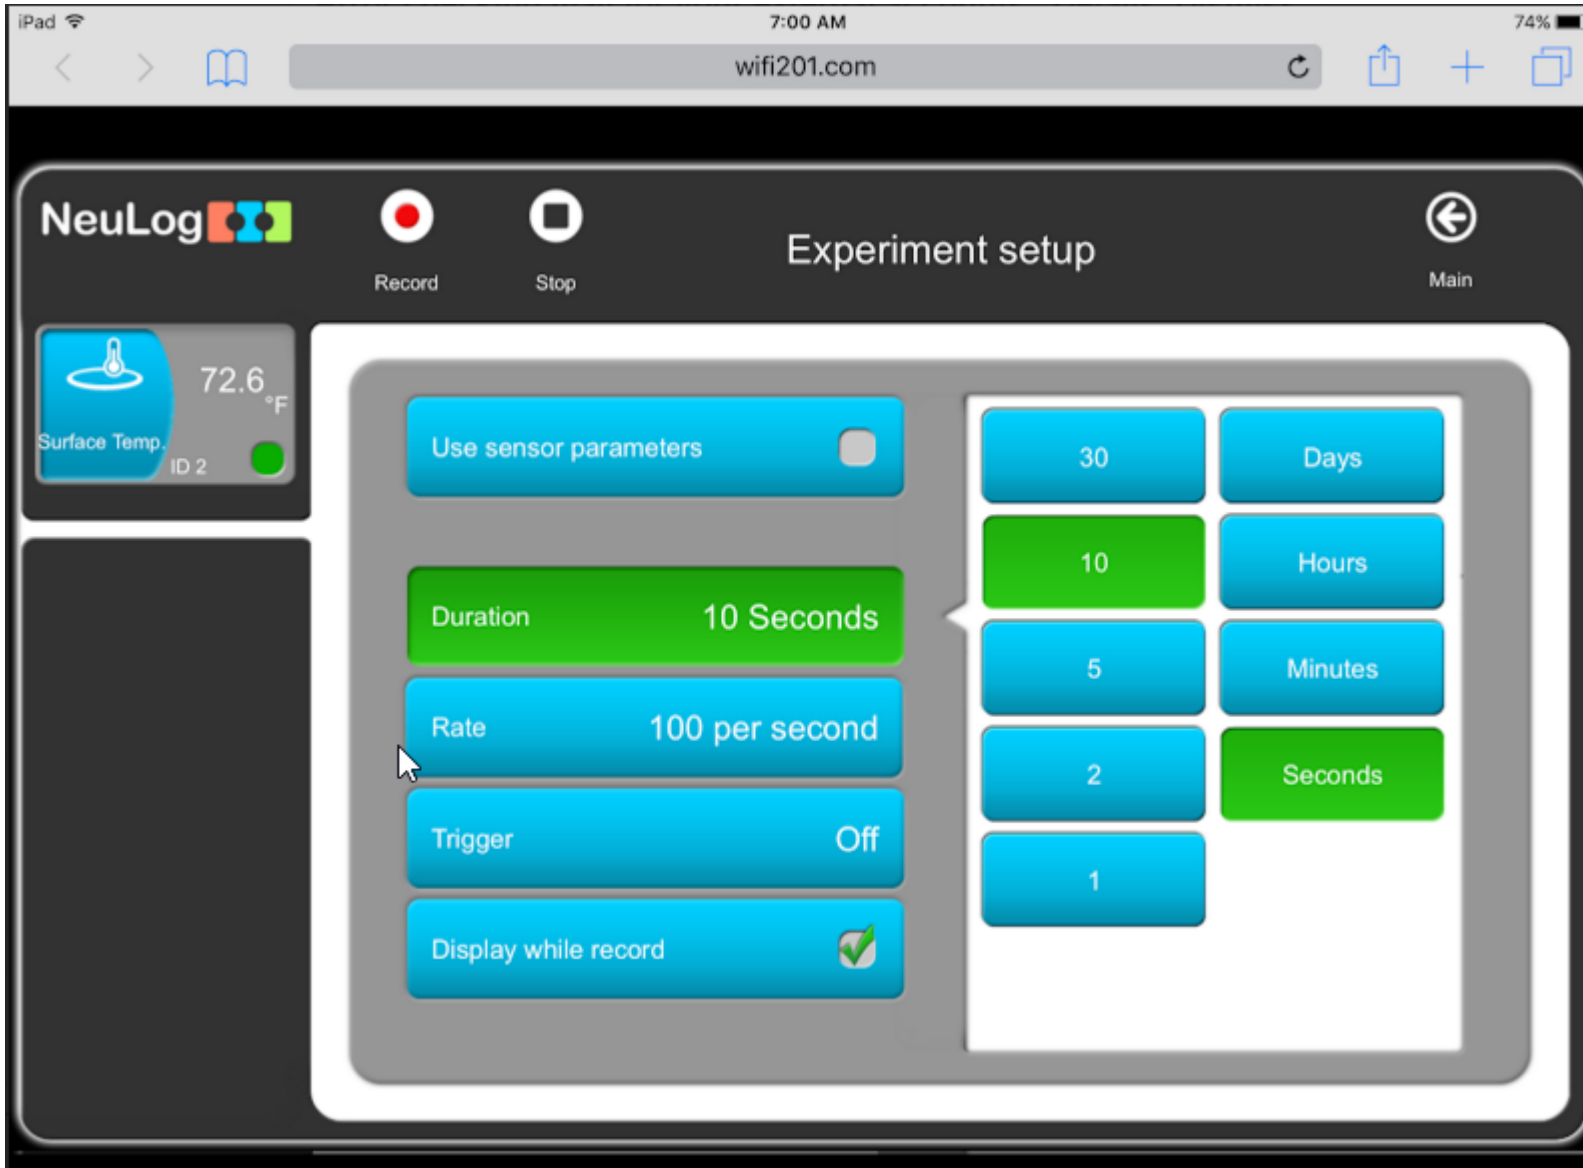 iPad 7:00 AM 74%
wifi201.com
NeuLog
Record
Stop
Experiment setup
Main
72.6 °F
Surface Temp.
ID 2
Use sensor parameters
Duration 10 Seconds
Rate 100 per second
Trigger Off
Display while record
30 Days
10 Hours
5 Minutes
2 Seconds
1